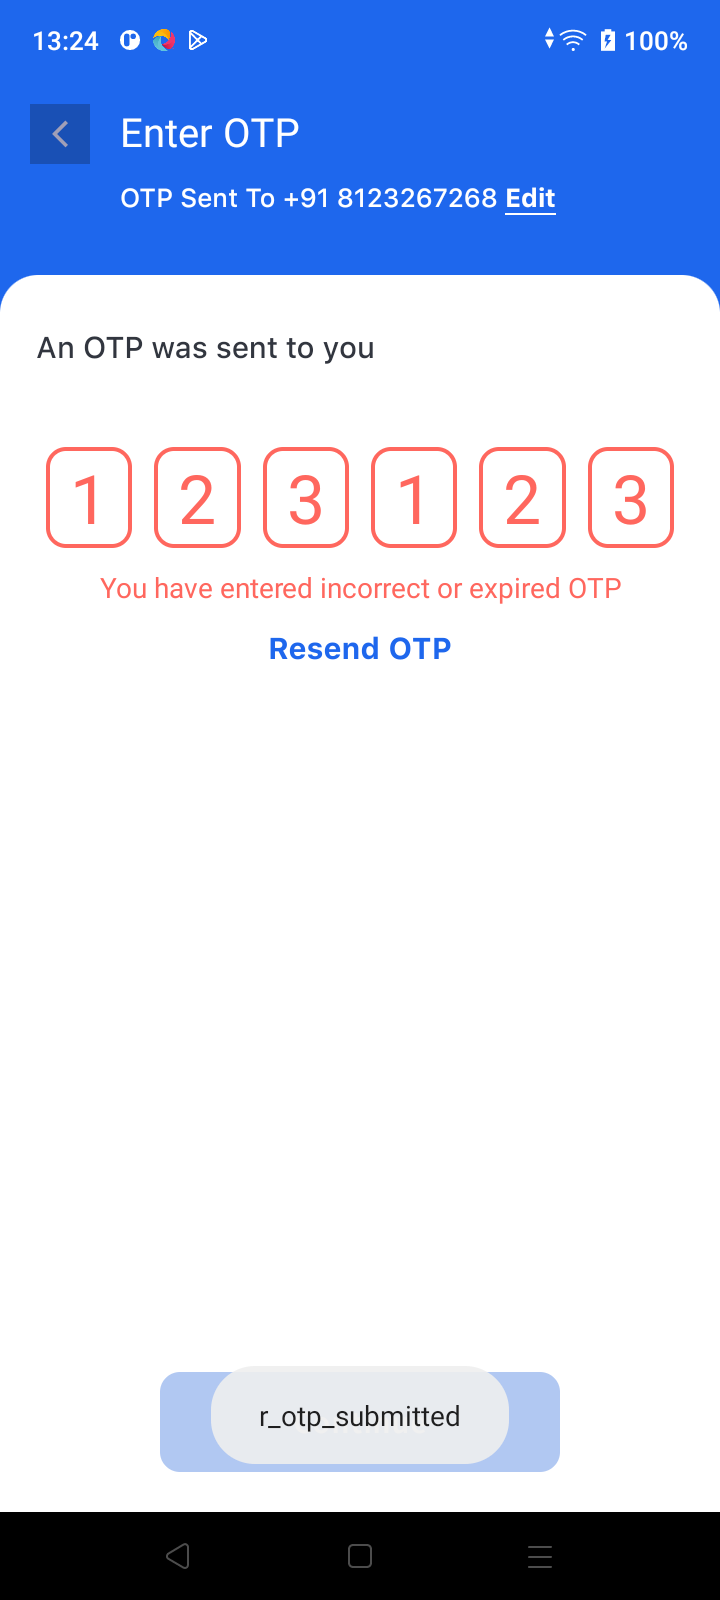 13:24
100%
Enter OTP
OTP Sent To +91 8123267268 Edit
An OTP was sent to you
1 2 3 1 2 3
You have entered incorrect or expired OTP
Resend OTP
r_otp_submitted